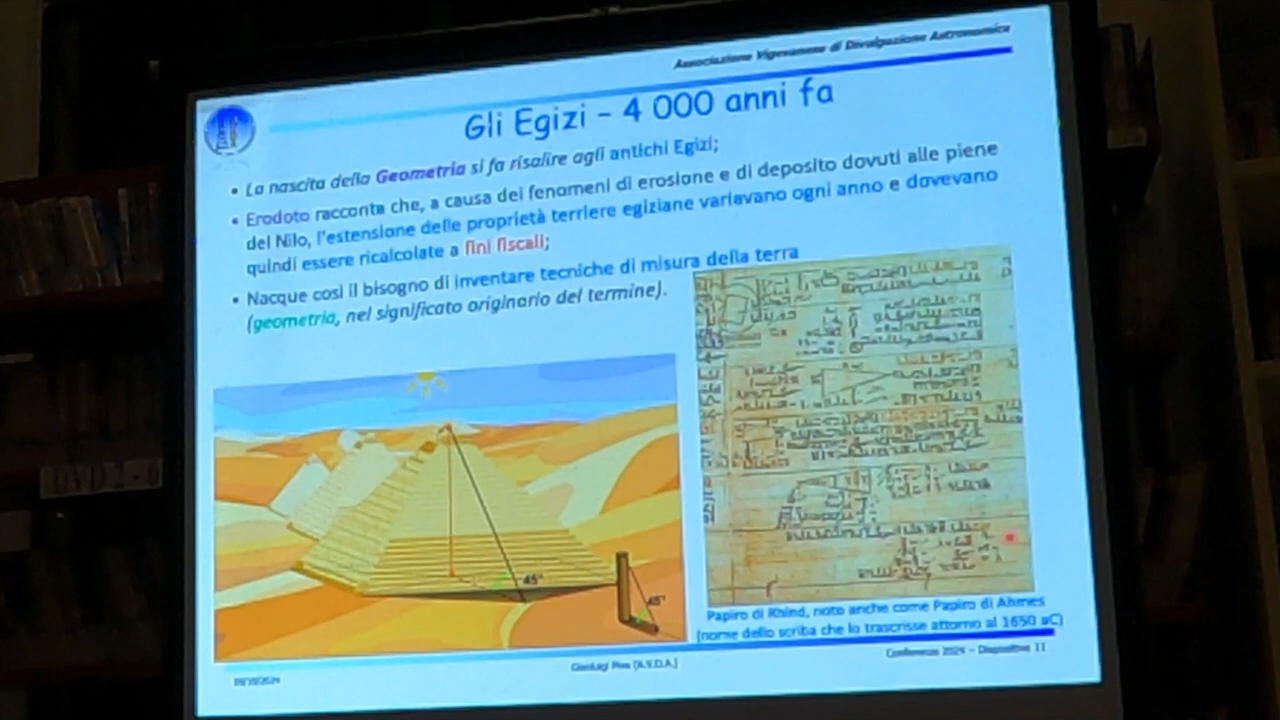 Associazione Vigevanese di Divulgazione Astronomica
Gli Egizi - 4 000 anni fa
• La nascita della Geometria si fa risalire agli antichi Egizi;
• Erodoto racconta che, a causa dei fenomeni di erosione e di deposito dovuti alle piene
del Nilo, l'estensione delle proprietà terriere egiziane variavano ogni anno e dovevano
quindi essere ricalcolate a fini fiscali;
• Nacque così il bisogno di inventare tecniche di misura della terra
(geometria, nel significato originario del termine).
45°
45°
Papiro di Rhind, noto anche come Papiro di Ahmes
(nome dello scriba che lo trascrisse attorno al 1650 aC)
Gianluigi Piva (A.V.D.A.)
Conferenze 2024 - Diapositiva 11